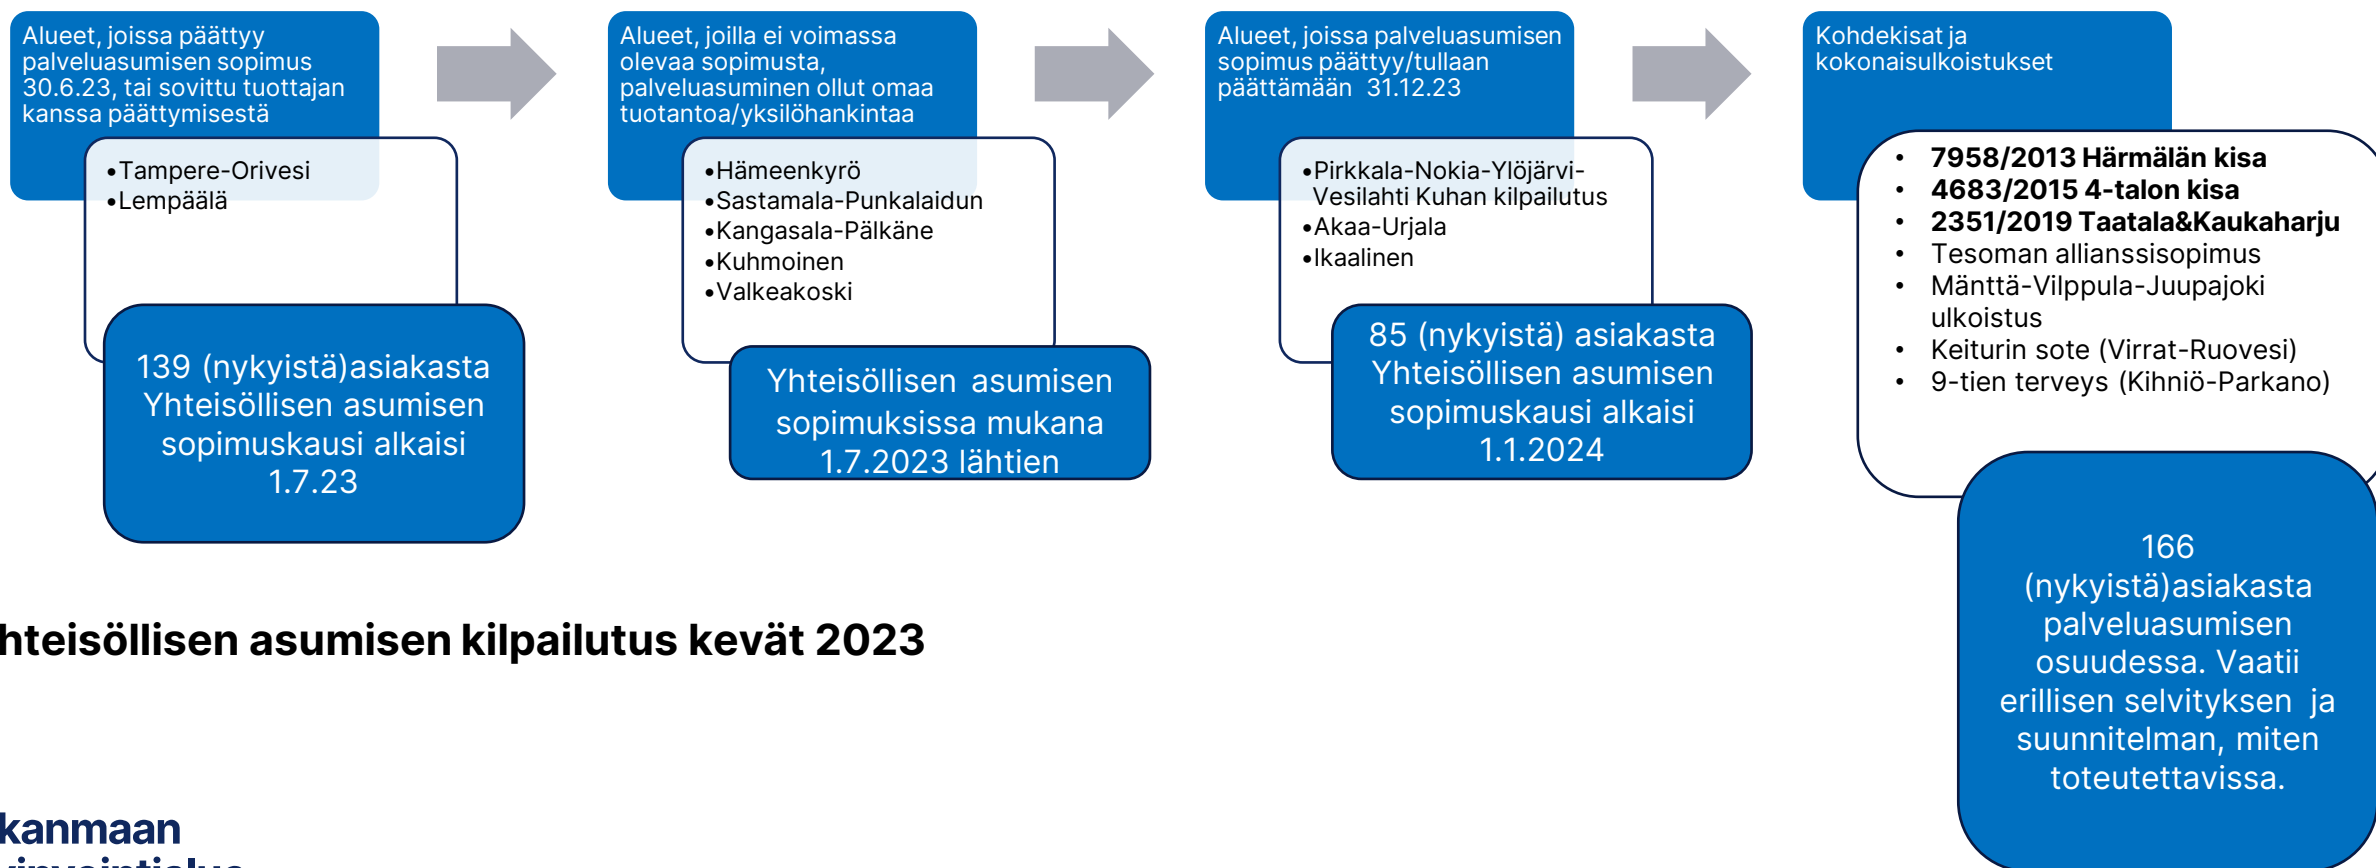 Alueet, joissa päättyy
palveluasumisen sopimus
30.6.23, tai sovittu tuottajan
kanssa päättymisestä
•Tampere-Orivesi
•Lempäälä
139 (nykyistä)asiakasta
Yhteisöllisen asumisen
sopimuskausi alkaisi
1.7.23
Alueet, joilla ei voimassa
olevaa sopimusta,
palveluasuminen ollut omaa
tuotantoa/yksilöhankintaa
•Hämeenkyrö
•Sastamala-Punkalaidun
•Kangasala-Pälkäne
•Kuhmoinen
•Valkeakoski
Yhteisöllisen asumisen
sopimuksissa mukana
1.7.2023 lähtien
Alueet, joissa palveluasumisen
sopimus päättyy/tullaan
päättämään 31.12.23
•Pirkkala-Nokia-Ylöjärvi-
Vesilahti Kuhan kilpailutus
•Akaa-Urjala
•Ikaalinen
85 (nykyistä) asiakasta
Yhteisöllisen asumisen
sopimuskausi alkaisi
1.1.2024
Kohdekisat ja
kokonaisulkoistukset
• 7958/2013 Härmälän kisa
• 4683/2015 4-talon kisa
• 2351/2019 Taatala&Kaukaharju
• Tesoman allianssisopimus
• Mänttä-Vilppula-Juupajoki
ulkoistus
• Keiturin sote (Virrat-Ruovesi)
• 9-tien terveys (Kihniö-Parkano)
166
(nykyistä)asiakasta
palveluasumisen
osuudessa. Vaatii
erillisen selvityksen ja
suunnitelman, miten
toteutettavissa.
hteisöllisen asumisen kilpailutus kevät 2023
kanmaan